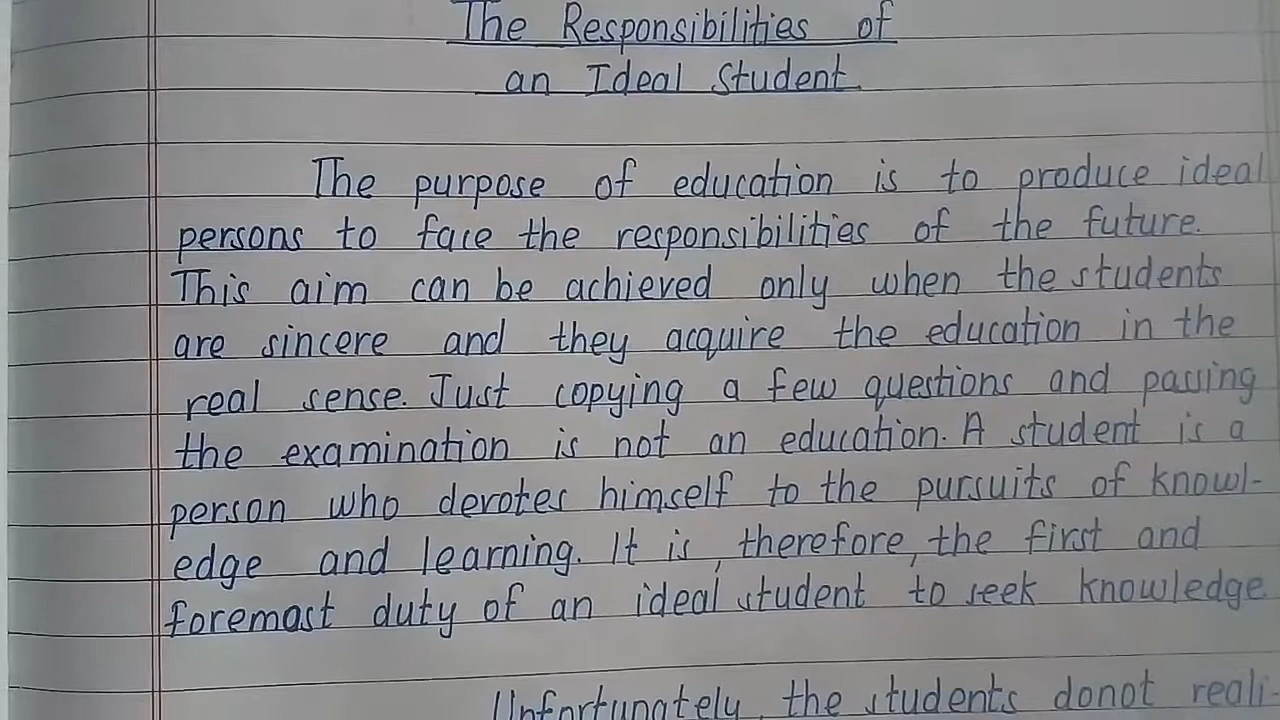 The Responsibilities of
an Ideal Student
The purpose of education is to produce ideal
persons to face the responsibilities of the future.
This aim can be achieved only when the students
are sincere and they acquire the education in the
real sense. Just copying a few questions and passing
the examination is not an education. A student is a
person who devotes himself to the pursuits of knowl-
edge and learning. It is, therefore, the first and
foremost duty of an ideal student to seek knowledge
Unfortunately, the students donot reali-